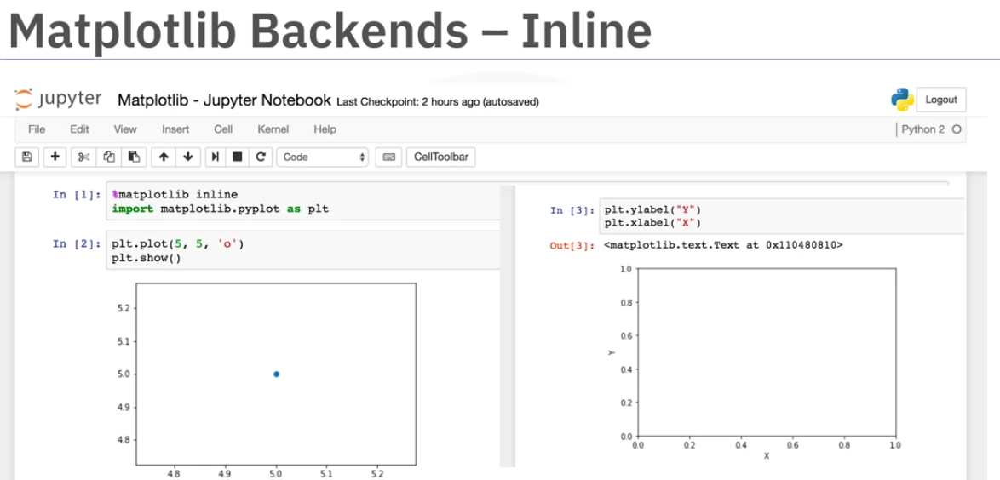 Matplotlib Backends – Inline
jupyter Matplotlib - Jupyter Notebook Last Checkpoint: 2 hours ago (autosaved)
Logout
File Edit View Insert Cell Kernel Help
Python 2
Code
CellToolbar
In [1]: %matplotlib inline
import matplotlib.pyplot as plt
In [2]: plt.plot(5, 5, 'o')
plt.show()
5.2
5.1
5.0
4.9
4.8
4.8 4.9 5.0 5.1 5.2
In [3]: plt.ylabel("Y")
plt.xlabel("X")
Out[3]: <matplotlib.text.Text at 0x110480810>
1.0
0.8
0.6
Y
0.4
0.2
0.0
0.0 0.2 0.4 0.6 0.8 1.0
X